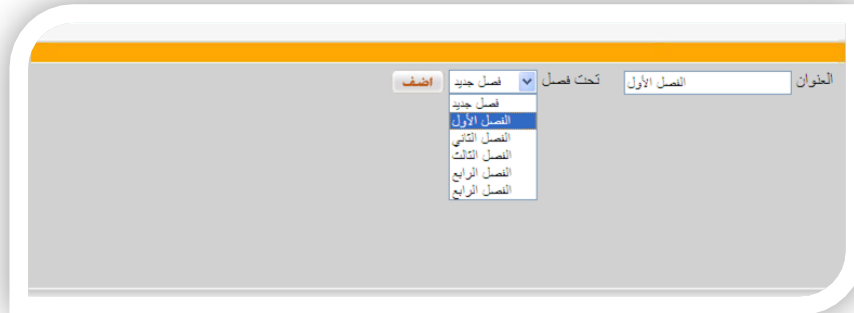 العنوان الفصل الأول تحت فصل فصل جديد اضف
فصل جديد
الفصل الأول
الفصل الثاني
الفصل الثالث
الفصل الرابع
الفصل الرابع